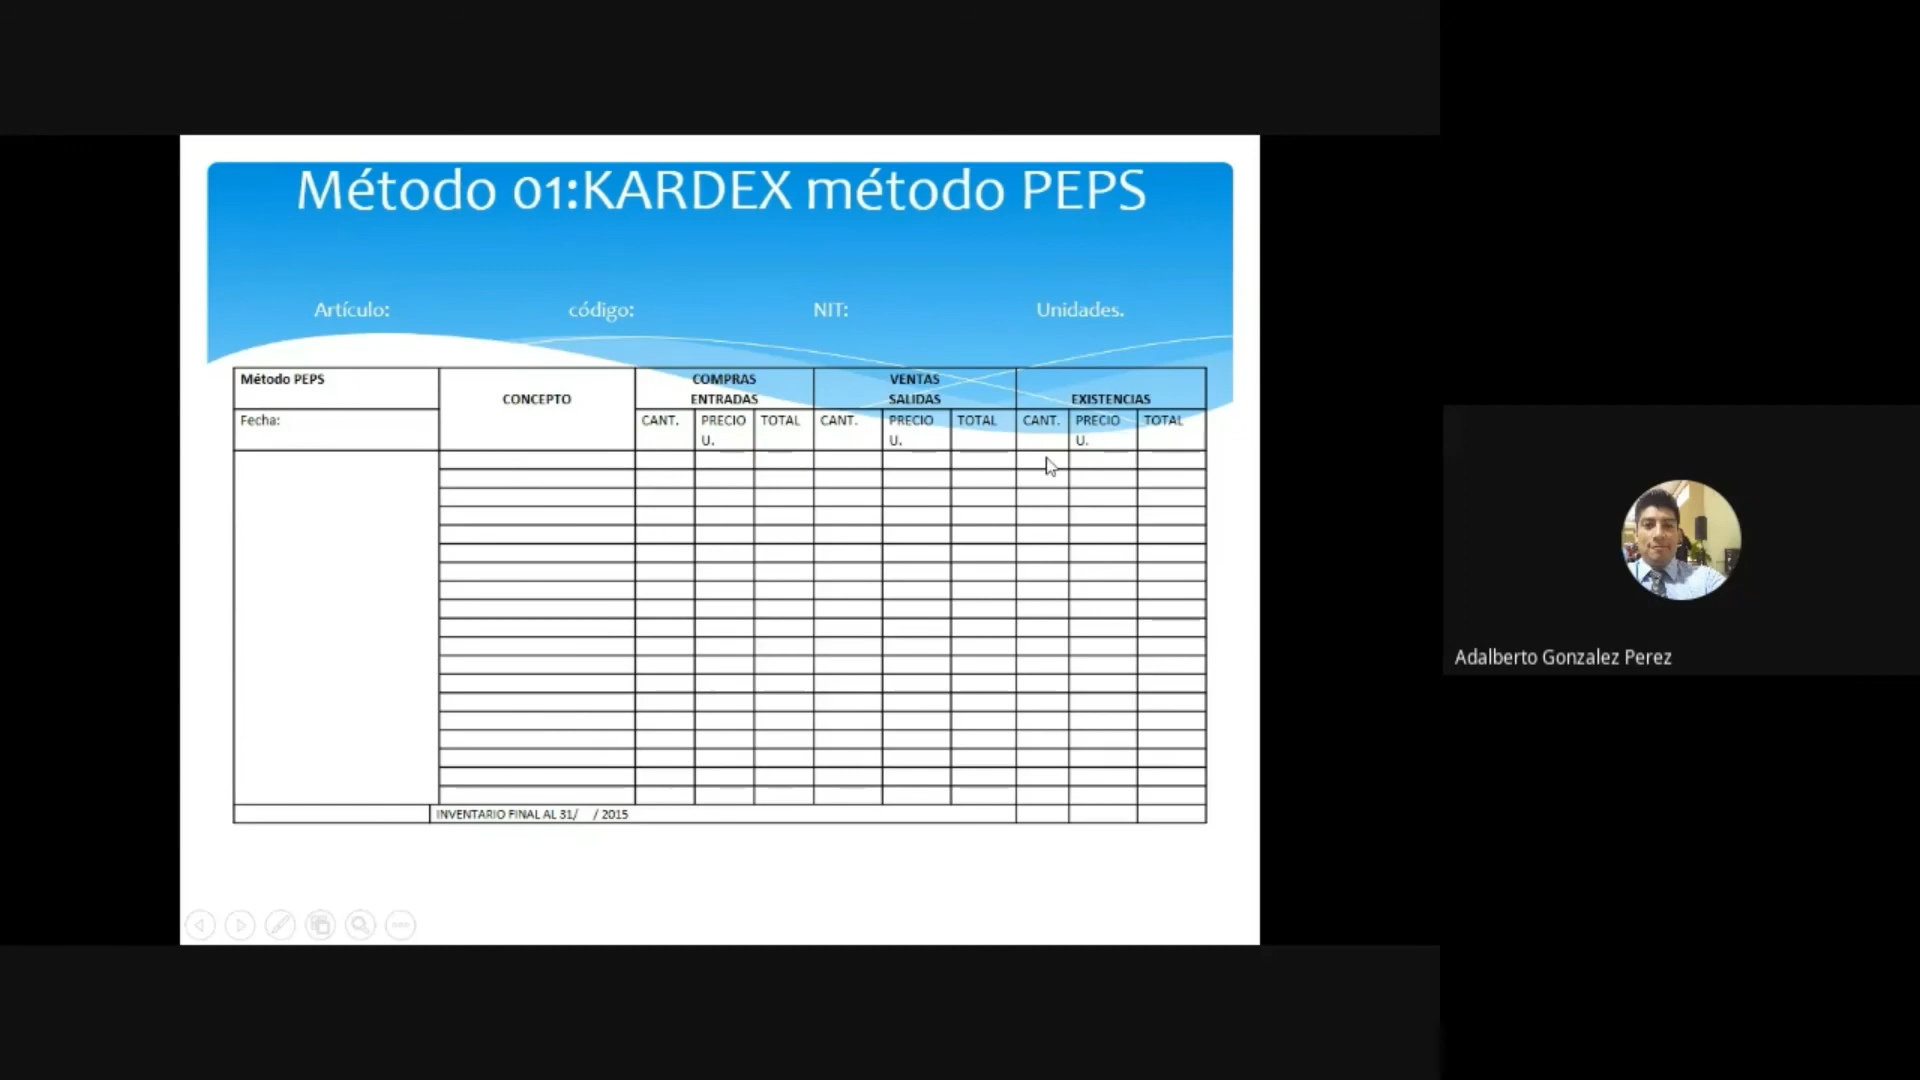 Método 01:KARDEX método PEPS
Artículo: código: NIT: Unidades.
Método PEPS CONCEPTO COMPRAS ENTRADAS VENTAS SALIDAS EXISTENCIAS
Fecha: CANT. PRECIO U. TOTAL CANT. PRECIO U. TOTAL CANT. PRECIO U. TOTAL
INVENTARIO FINAL AL 31/ / 2015
Adalberto Gonzalez Perez